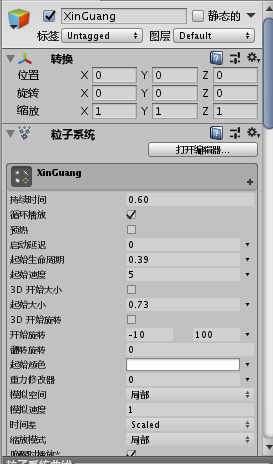 XinGuang 静态的
标签 Untagged 图层 Default
转换
位置 X 0 Y 0 Z 0
旋转 X 0 Y 0 Z 0
缩放 X 1 Y 1 Z 1
粒子系统
打开编辑器...
XinGuang
持续时间 0.60
循环播放
预热
启动延迟 0
起始生命周期 0.39
起始速度 5
3D 开始大小
起始大小 0.73
3D 开始旋转
开始旋转 -10 100
翻转旋转 0
起始颜色
重力修改器 0
模拟空间 局部
模拟速度 1
时间差 Scaled
缩放模式 局部
粒子系统曲线